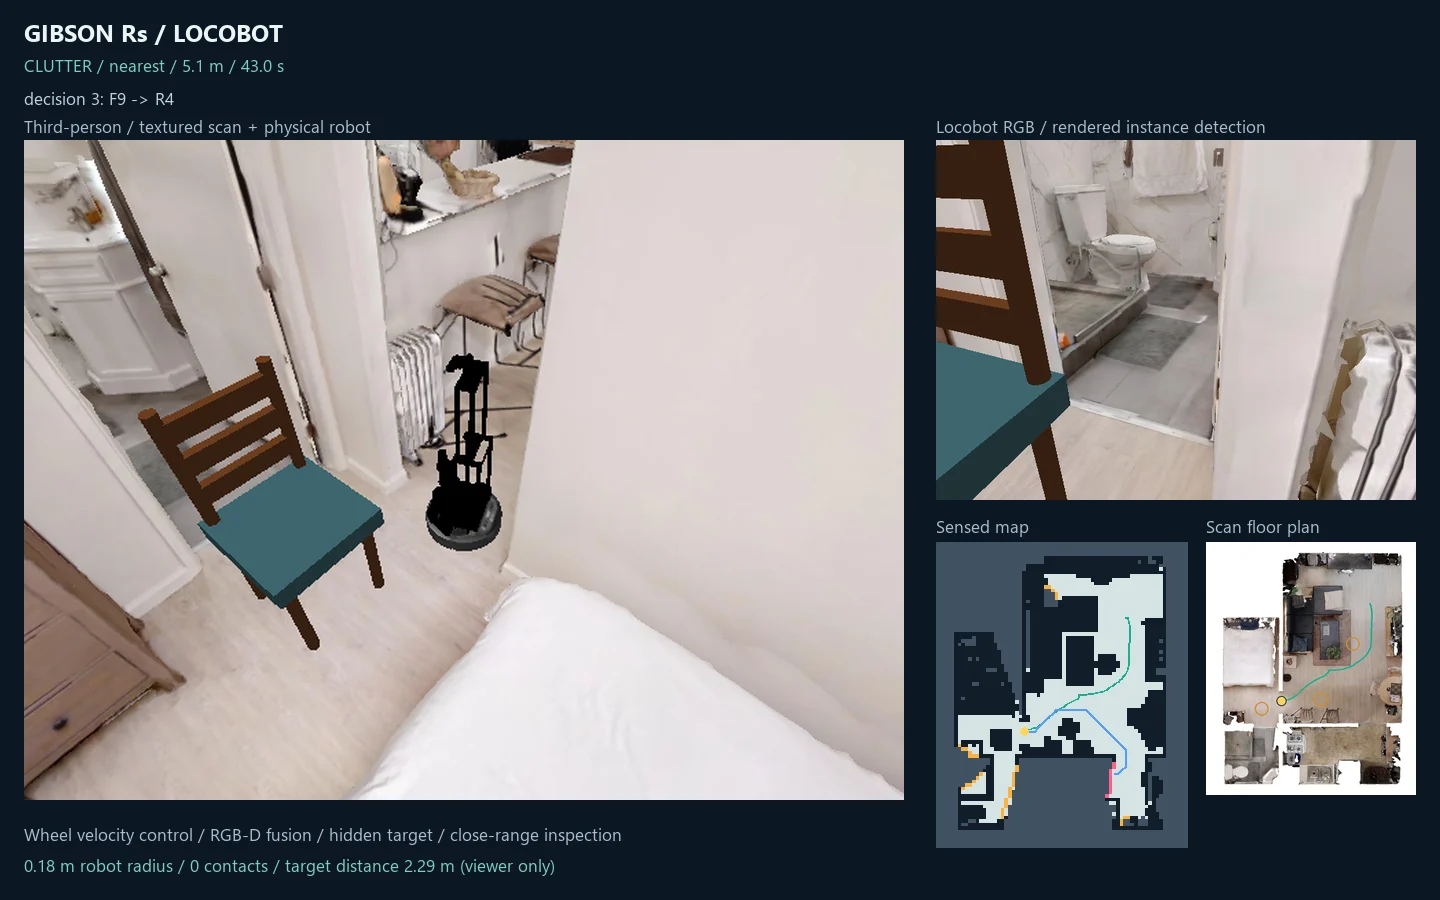 GIBSON Rs / LOCOBOT
CLUTTER / nearest / 5.1 m / 43.0 s
decision 3: F9 -> R4
Third-person / textured scan + physical robot
Locobot RGB / rendered instance detection
Sensed map
Scan floor plan
Wheel velocity control / RGB-D fusion / hidden target / close-range inspection
0.18 m robot radius / 0 contacts / target distance 2.29 m (viewer only)